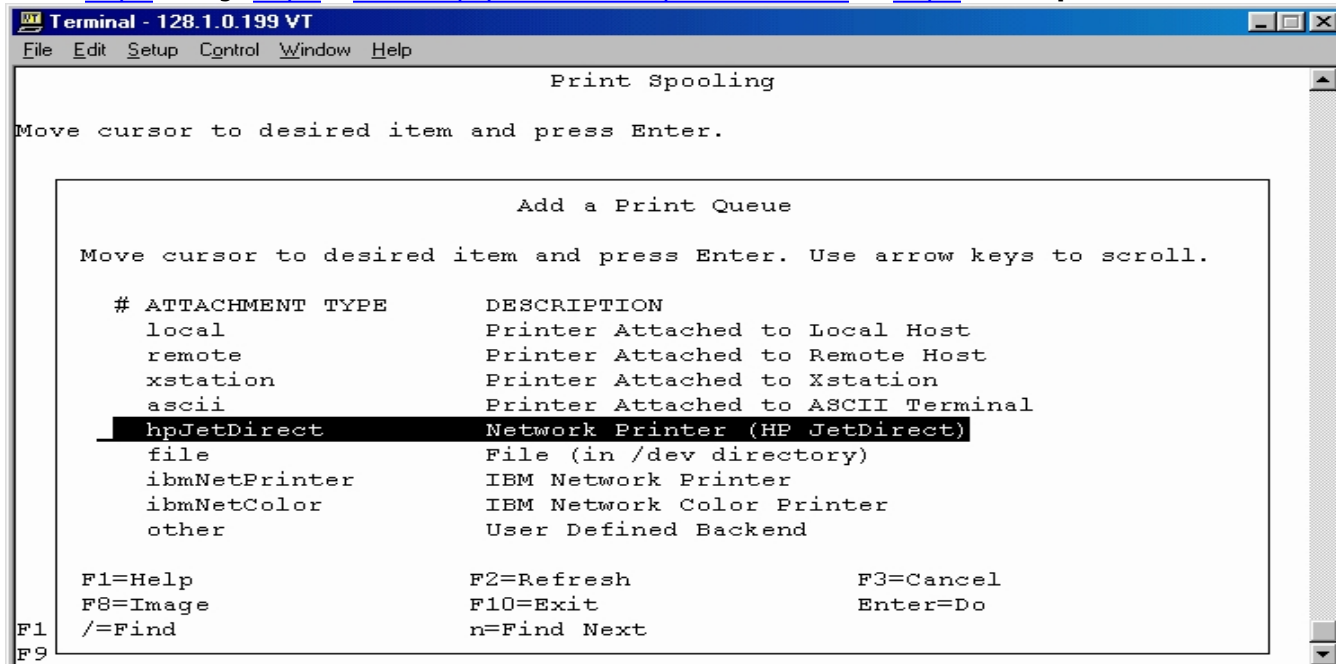 Terminal - 128.1.0.199 VT
File Edit Setup Control Window Help
Print Spooling
Move cursor to desired item and press Enter.
Add a Print Queue
Move cursor to desired item and press Enter. Use arrow keys to scroll.
# ATTACHMENT TYPE DESCRIPTION
local Printer Attached to Local Host
remote Printer Attached to Remote Host
xstation Printer Attached to Xstation
ascii Printer Attached to ASCII Terminal
hpJetDirect Network Printer (HP JetDirect)
file File (in /dev directory)
ibmNetPrinter IBM Network Printer
ibmNetColor IBM Network Color Printer
other User Defined Backend
F1=Help F2=Refresh F3=Cancel
F8=Image F10=Exit Enter=Do
F1 /=Find n=Find Next
F9